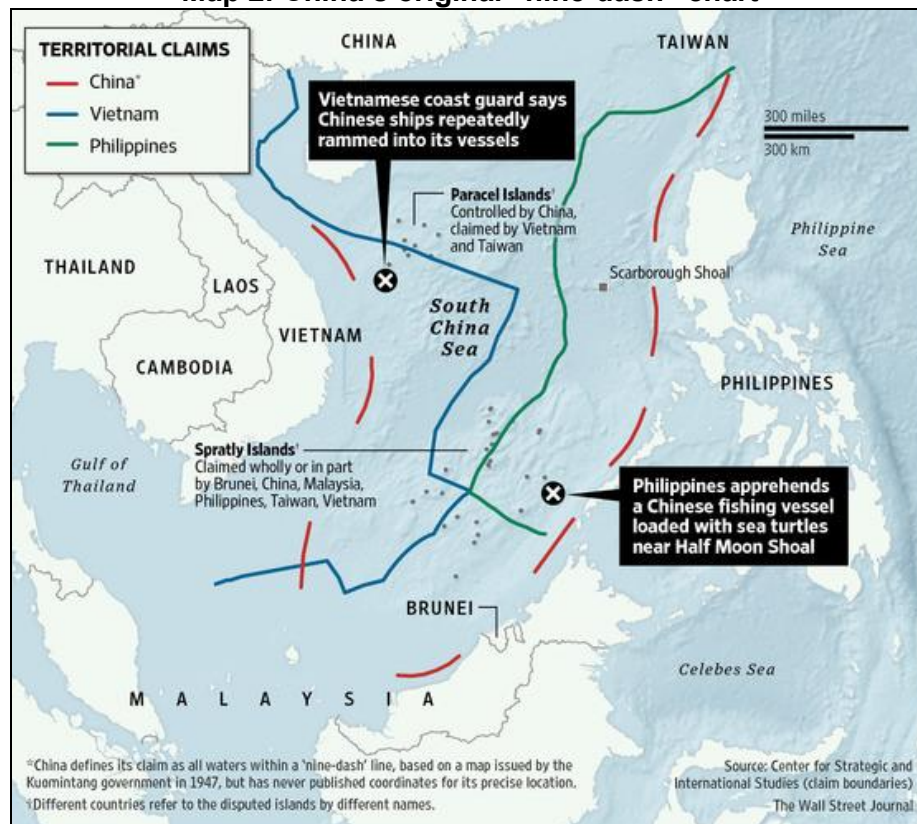 Map 2: China's original "nine-dash" chart
TERRITORIAL CLAIMS
China*
Vietnam
Philippines
CHINA
TAIWAN
Vietnamese coast guard says
Chinese ships repeatedly
rammed into its vessels
300 miles
300 km
Paracel Islands†
Controlled by China,
claimed by Vietnam
and Taiwan
Philippine
Sea
THAILAND
LAOS
Scarborough Shoal†
South
China
Sea
VIETNAM
CAMBODIA
PHILIPPINES
Spratly Islands†
Claimed wholly or in part
by Brunei, China, Malaysia,
Philippines, Taiwan, Vietnam
Gulf of
Thailand
Philippines apprehends
a Chinese fishing vessel
loaded with sea turtles
near Half Moon Shoal
BRUNEI
Celebes Sea
MALAYSIA
*China defines its claim as all waters within a 'nine-dash' line, based on a map issued by the
Kuomintang government in 1947, but has never published coordinates for its precise location.
†Different countries refer to the disputed islands by different names.
Source: Center for Strategic and
International Studies (claim boundaries)
The Wall Street Journal